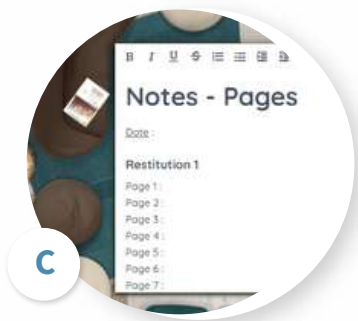 B I U S
Notes - Pages
Date :
Restitution 1
Page 1 :
Page 2 :
Page 3 :
Page 4 :
Page 5 :
Page 6 :
Page 7 :
C